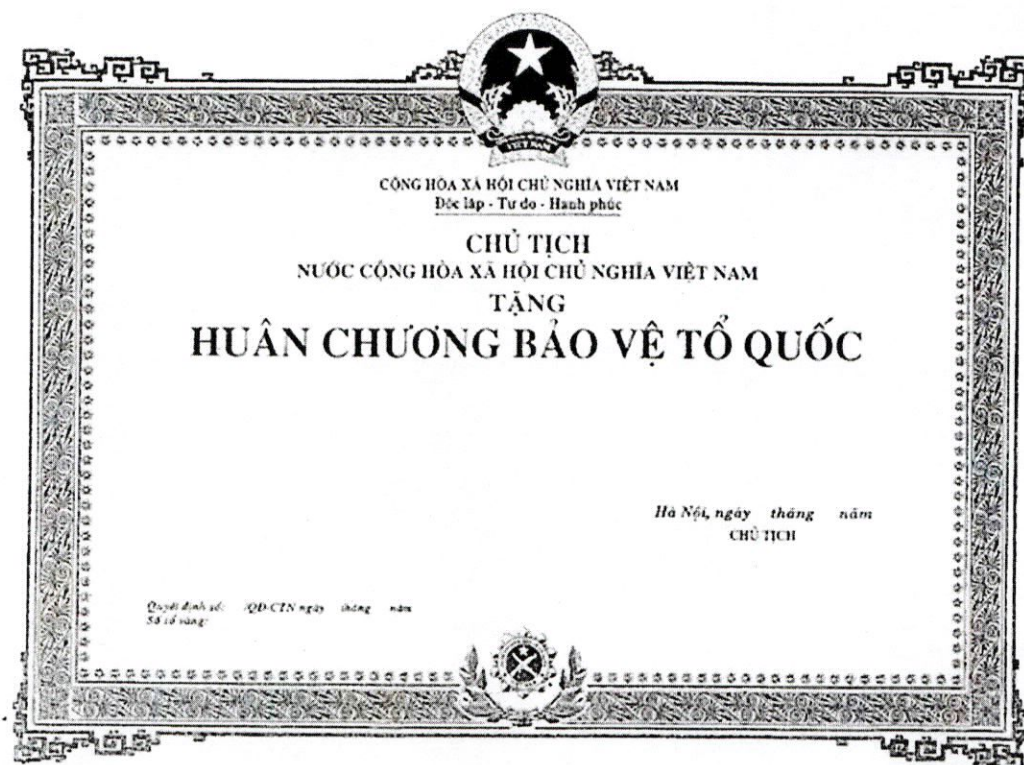 VIỆT NAM
CỘNG HÒA XÃ HỘI CHỦ NGHĨA VIỆT NAM
Độc lập - Tự do - Hạnh phúc
CHỦ TỊCH
NƯỚC CỘNG HÒA XÃ HỘI CHỦ NGHĨA VIỆT NAM
TẶNG
HUÂN CHƯƠNG BẢO VỆ TỔ QUỐC
Hà Nội, ngày tháng năm
CHỦ TỊCH
Quyết định số: /QĐ-CTN ngày tháng năm
Số sổ vàng: